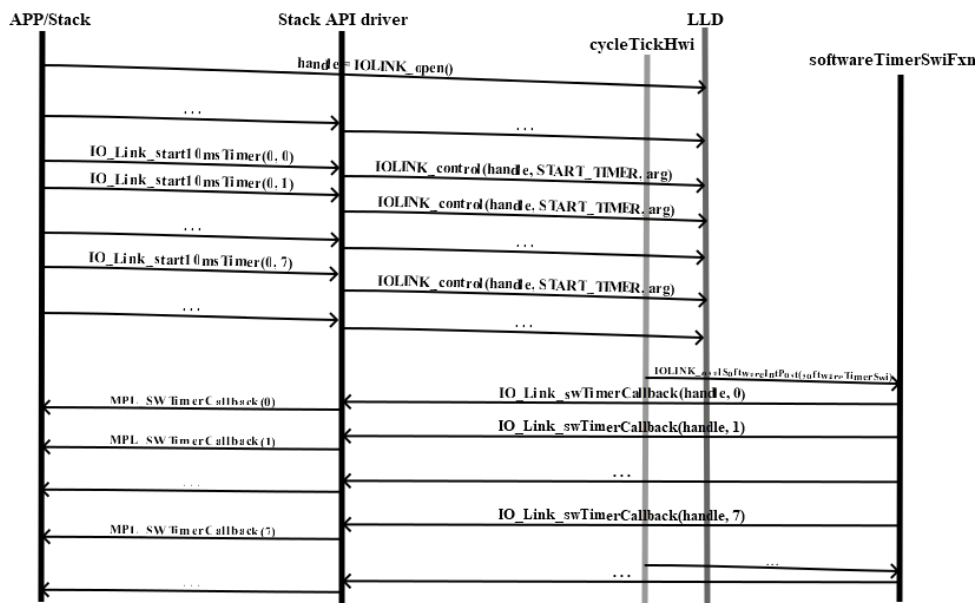 APP/Stack
Stack API driver
LLD
cycleTickHwi
softwareTimerSwiFxn
handle = IOLINK_open()
...
...
IO_Link_start10msTimer(0, 0)
IOLINK_control(handle, START_TIMER, arg)
IO_Link_start10msTimer(0, 1)
IOLINK_control(handle, START_TIMER, arg)
...
...
IO_Link_start10msTimer(0, 7)
IOLINK_control(handle, START_TIMER, arg)
...
...
IOLINK_osalSoftwareIntPost(softwareTimerSwi)
IO_Link_swTimerCallback(handle, 0)
MPL_SWTimerCallback(0)
IO_Link_swTimerCallback(handle, 1)
MPL_SWTimerCallback(1)
...
...
IO_Link_swTimerCallback(handle, 7)
MPL_SWTimerCallback(7)
...
...
...